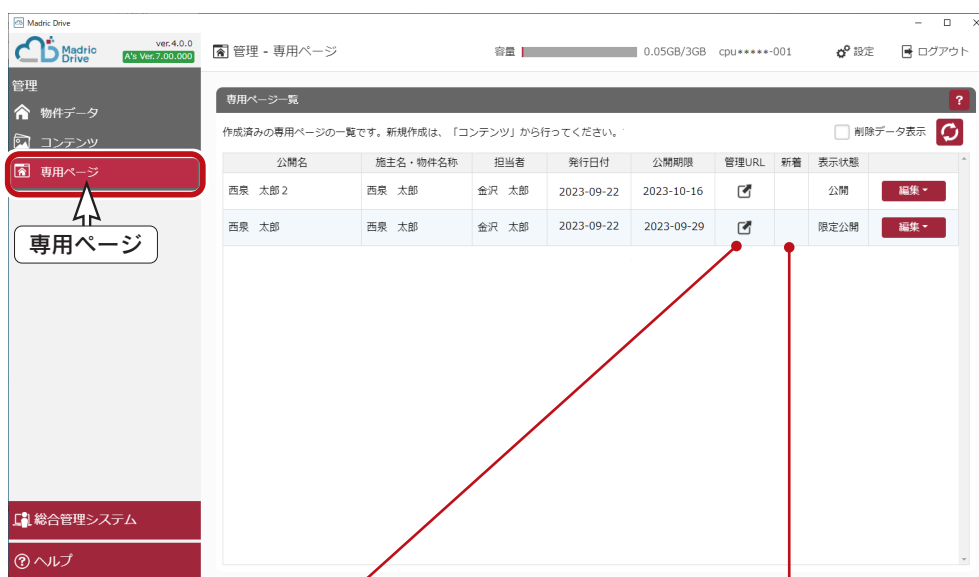 Madric Drive
Madric Drive
ver.4.0.0
A's Ver.7.00.000
管理 - 専用ページ
容量
0.05GB/3GB
cpu*****-001
設定
ログアウト
管理
物件データ
コンテンツ
専用ページ
専用ページ
総合管理システム
ヘルプ
専用ページ一覧
?
作成済みの専用ページの一覧です。新規作成は、「コンテンツ」から行ってください。
削除データ表示
公開名 施主名・物件名称 担当者 発行日付 公開期限 管理URL 新着 表示状態
西泉 太郎2 西泉 太郎 金沢 太郎 2023-09-22 2023-10-16 公開 編集
西泉 太郎 西泉 太郎 金沢 太郎 2023-09-22 2023-09-29 限定公開 編集